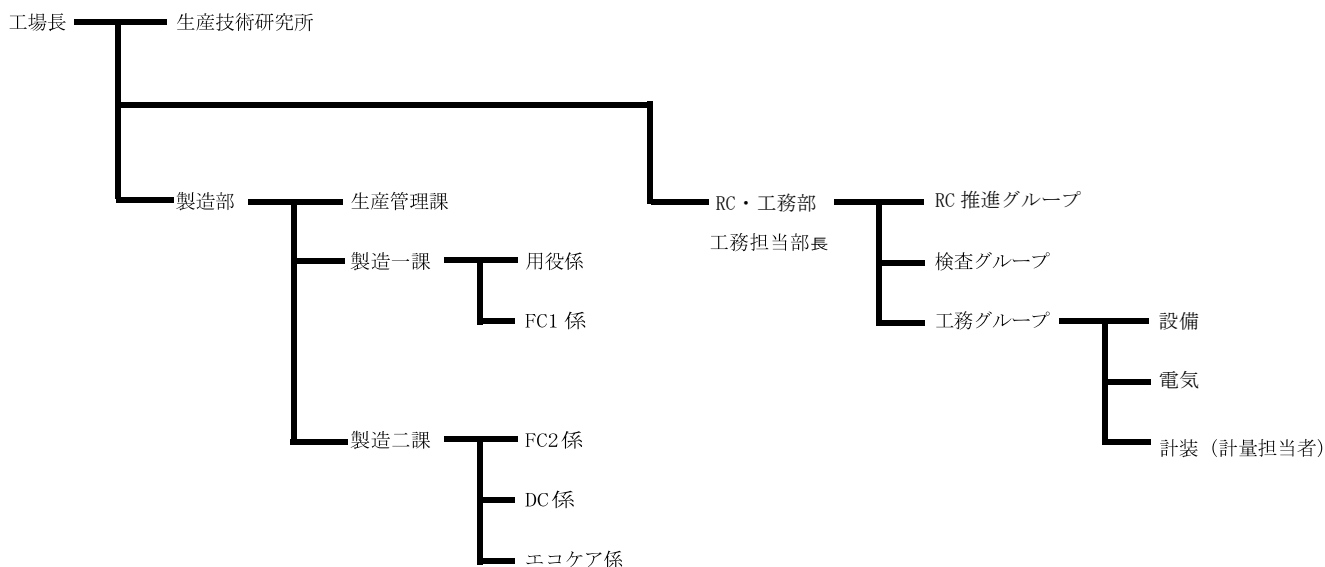 工場長
生産技術研究所
製造部
生産管理課
製造一課
用役係
FC1 係
製造二課
FC2 係
DC 係
エコケア係
RC・工務部
工務担当部長
RC 推進グループ
検査グループ
工務グループ
設備
電気
計装（計量担当者）